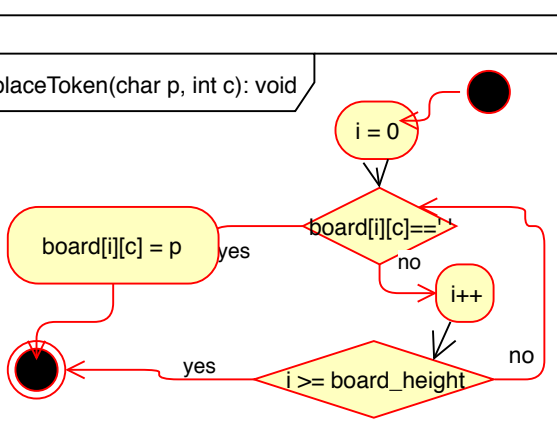 placeToken(char p, int c): void
i = 0
board[i][c]==' '
board[i][c] = p
yes
no
i++
yes
i >= board_height
no